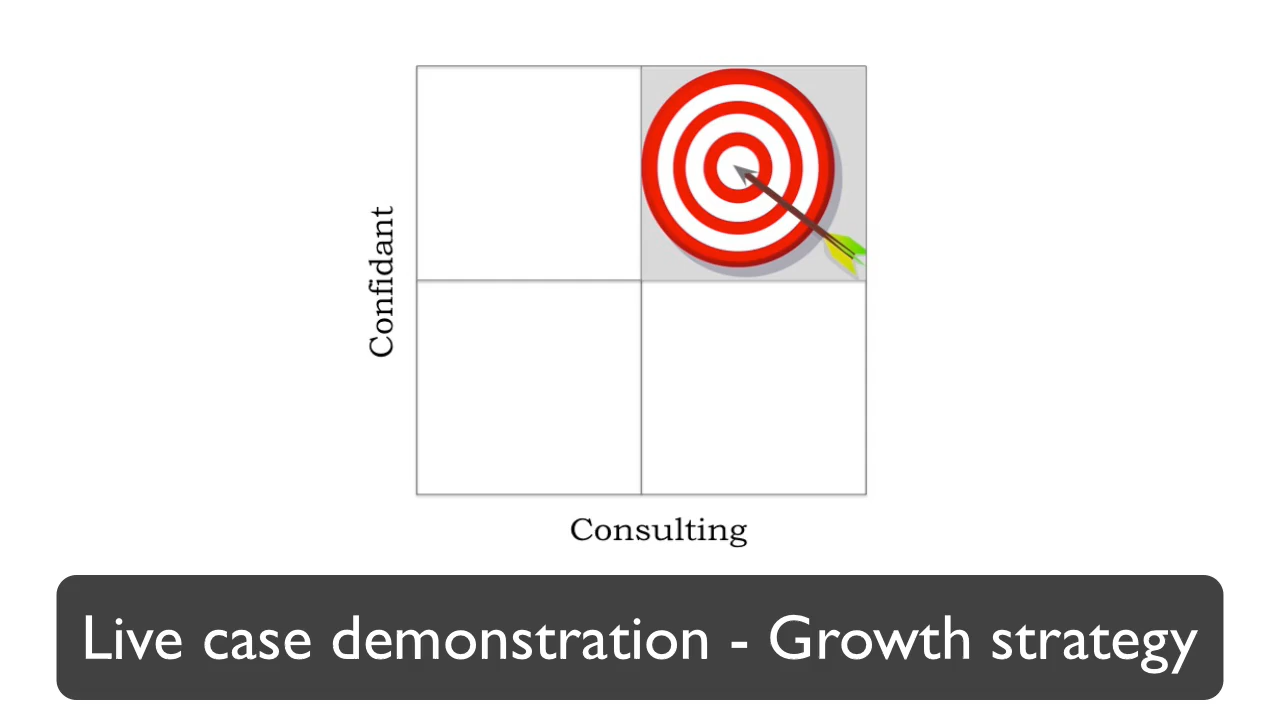 Confidant
Consulting
Live case demonstration - Growth strategy